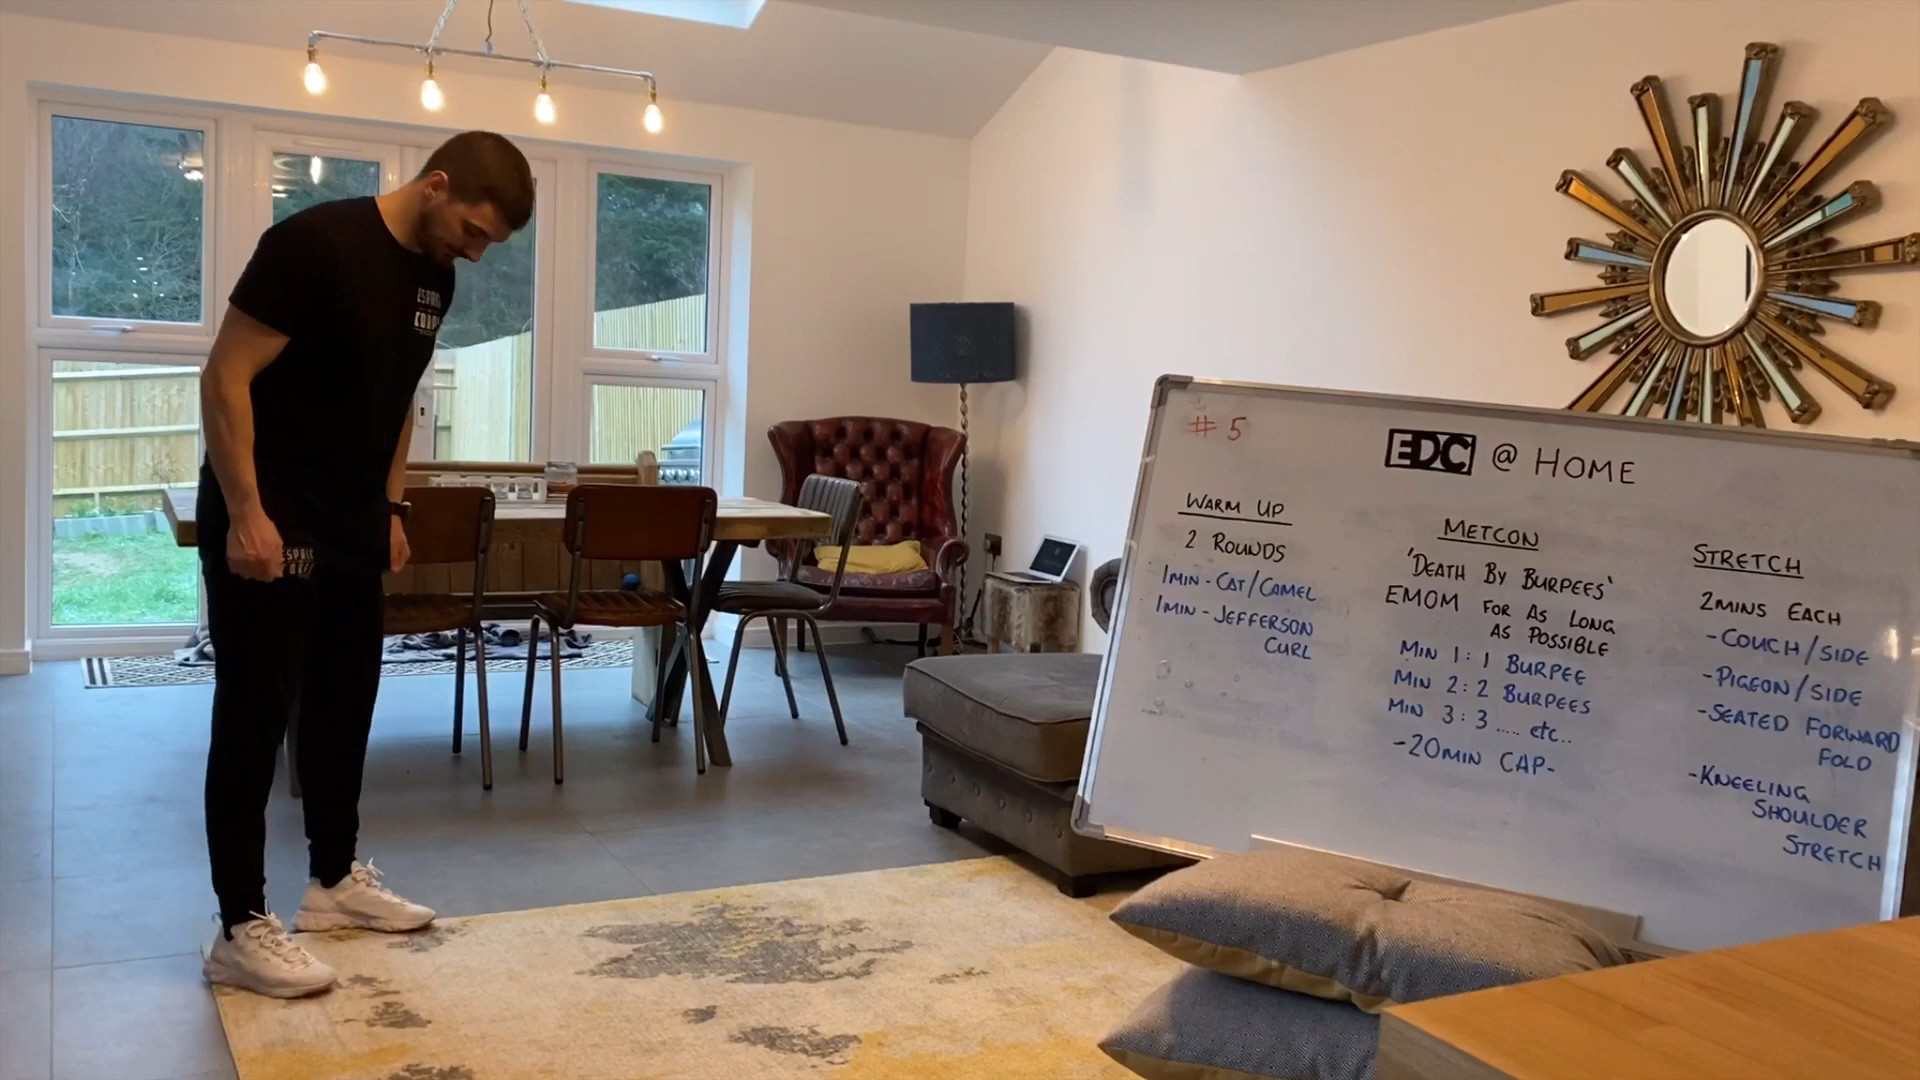 # 5
EDC @ HOME
WARM UP
2 ROUNDS
1MIN - CAT/CAMEL
1MIN - JEFFERSON
CURL
METCON
'DEATH BY BURPEES'
EMOM FOR AS LONG
AS POSSIBLE
MIN 1 : 1 BURPEE
MIN 2 : 2 BURPEES
MIN 3 : 3 .... etc..
-20MIN CAP-
STRETCH
2MINS EACH
-COUCH/SIDE
-PIGEON/SIDE
-SEATED FORWARD
FOLD
-KNEELING
SHOULDER
STRETCH